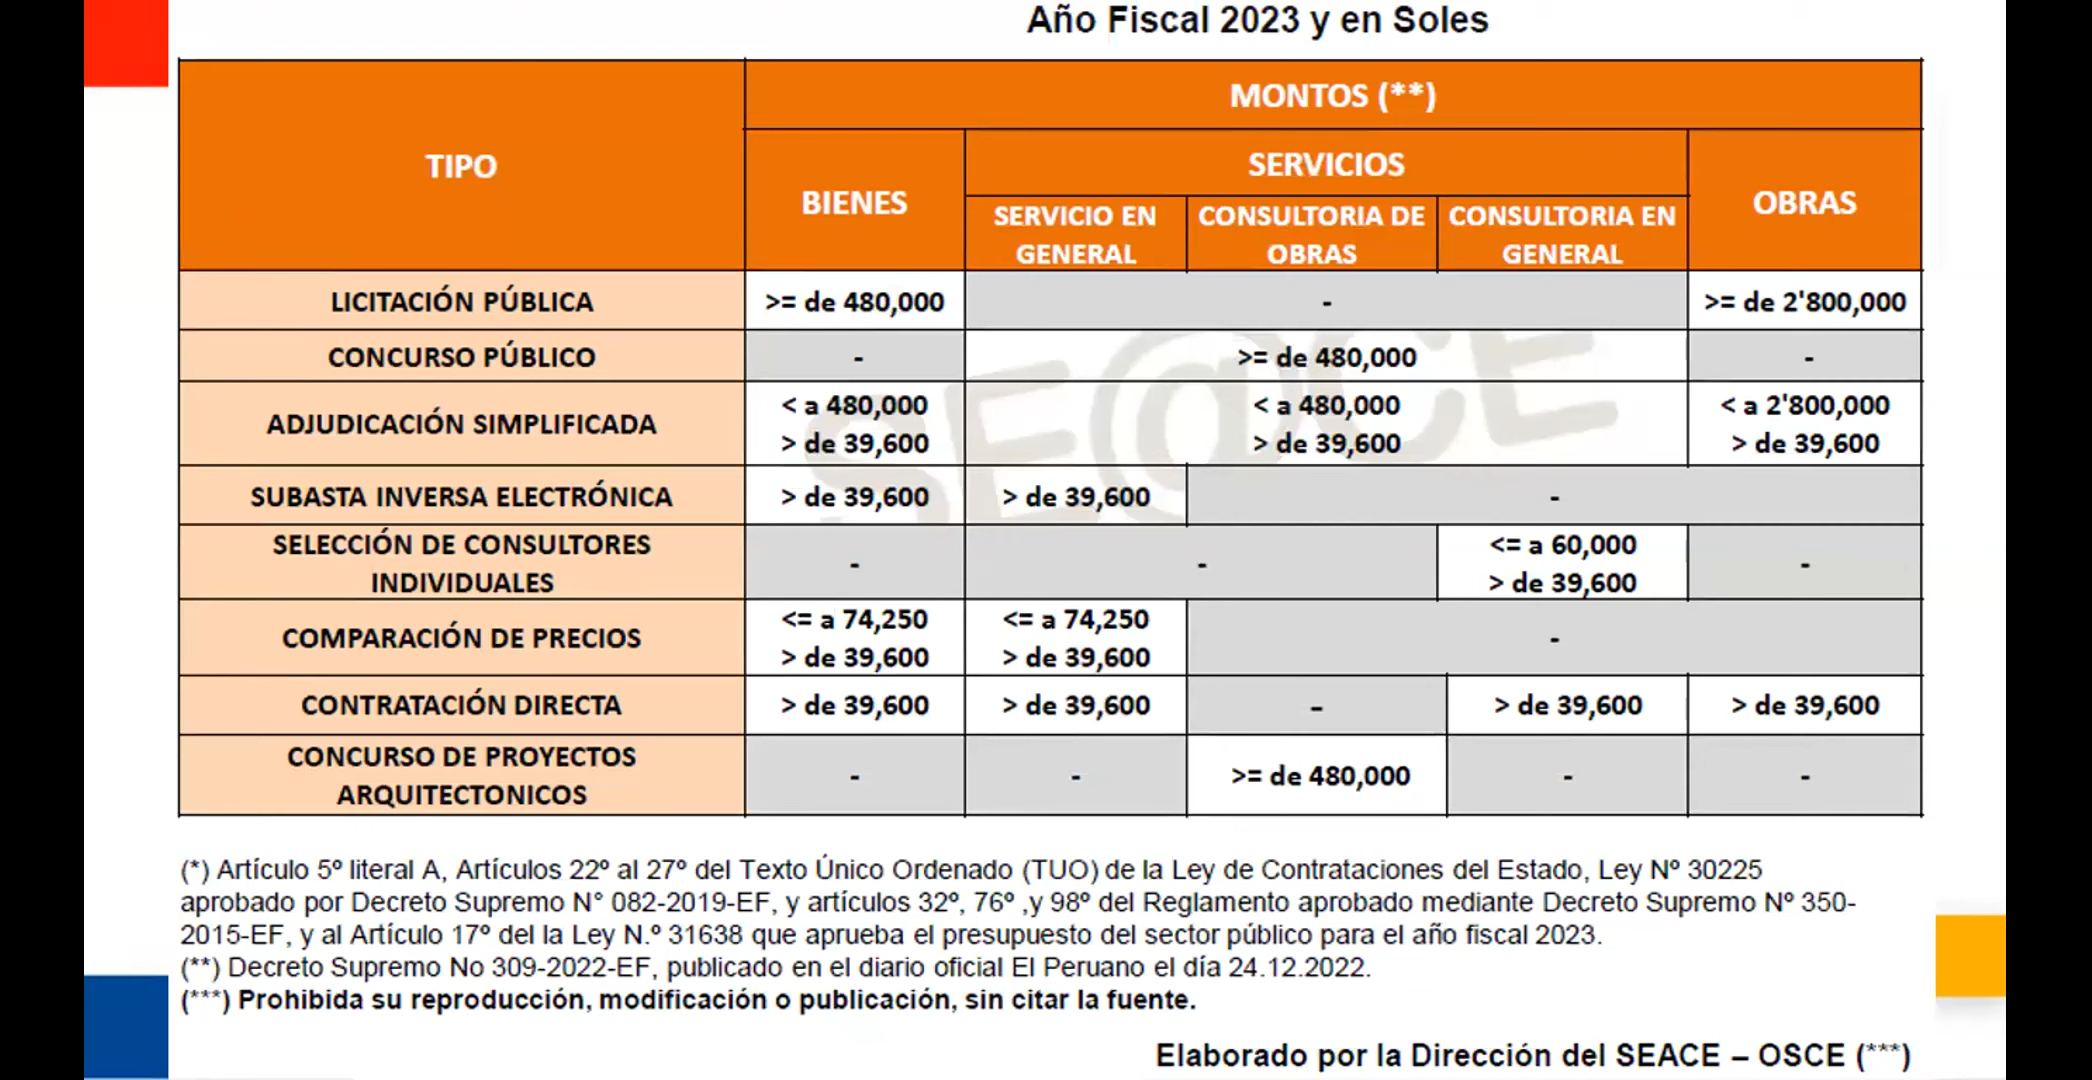 Año Fiscal 2023 y en Soles
TIPO
MONTOS (**)
BIENES
SERVICIOS
OBRAS
SERVICIO EN
GENERAL
CONSULTORIA DE
OBRAS
CONSULTORIA EN
GENERAL
LICITACIÓN PÚBLICA
>= de 480,000
-
>= de 2'800,000
CONCURSO PÚBLICO
-
>= de 480,000
-
ADJUDICACIÓN SIMPLIFICADA
< a 480,000
> de 39,600
< a 480,000
> de 39,600
< a 2'800,000
> de 39,600
SUBASTA INVERSA ELECTRÓNICA
> de 39,600
> de 39,600
-
SELECCIÓN DE CONSULTORES
INDIVIDUALES
-
-
<= a 60,000
> de 39,600
-
COMPARACIÓN DE PRECIOS
<= a 74,250
> de 39,600
<= a 74,250
> de 39,600
-
CONTRATACIÓN DIRECTA
> de 39,600
> de 39,600
–
> de 39,600
> de 39,600
CONCURSO DE PROYECTOS
ARQUITECTONICOS
-
-
>= de 480,000
-
-
SE@CE
(*) Artículo 5º literal A, Artículos 22º al 27º del Texto Único Ordenado (TUO) de la Ley de Contrataciones del Estado, Ley Nº 30225
aprobado por Decreto Supremo N° 082-2019-EF, y artículos 32º, 76º ,y 98º del Reglamento aprobado mediante Decreto Supremo Nº 350-
2015-EF, y al Artículo 17º del la Ley N.º 31638 que aprueba el presupuesto del sector público para el año fiscal 2023.
(**) Decreto Supremo No 309-2022-EF, publicado en el diario oficial El Peruano el día 24.12.2022.
(***) Prohibida su reproducción, modificación o publicación, sin citar la fuente.
Elaborado por la Dirección del SEACE – OSCE (***)